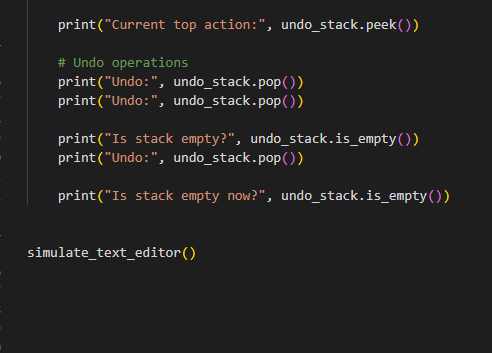 print("Current top action:", undo_stack.peek())
# Undo operations
print("Undo:", undo_stack.pop())
print("Undo:", undo_stack.pop())
print("Is stack empty?", undo_stack.is_empty())
print("Undo:", undo_stack.pop())
print("Is stack empty now?", undo_stack.is_empty())
simulate_text_editor()